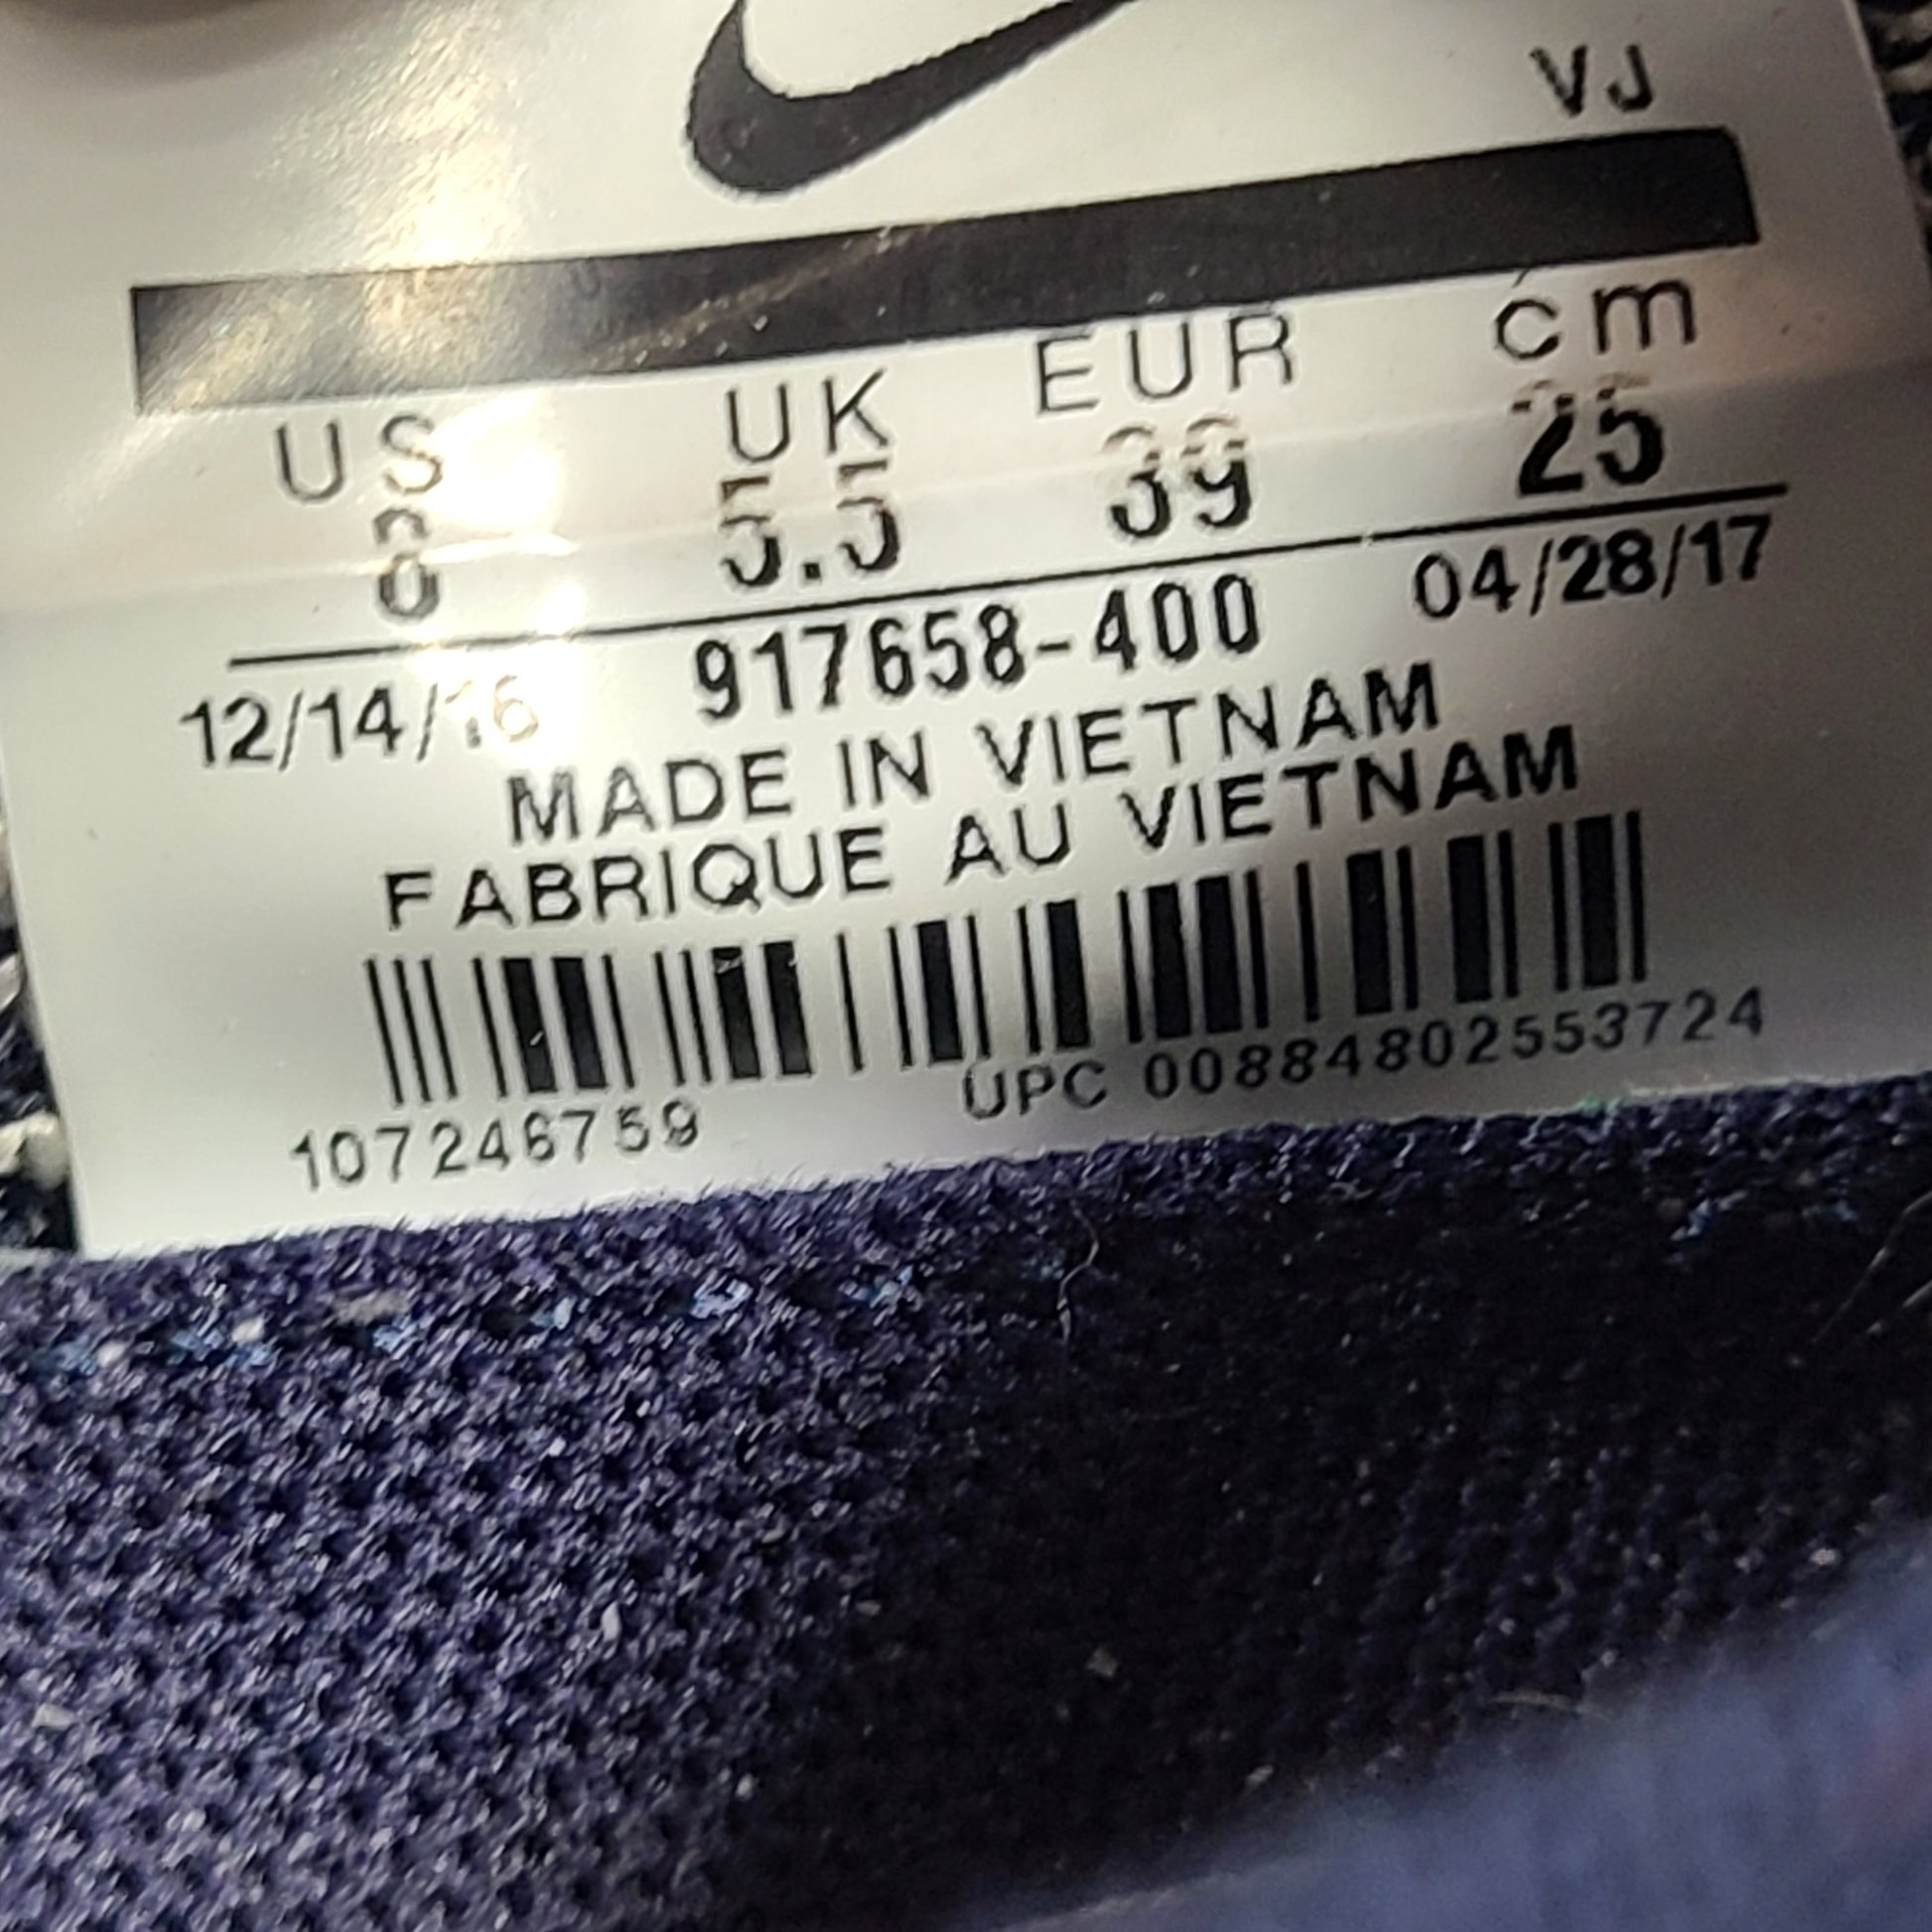 VJ
US UK EUR cm
8 5.5 39 25
12/14/16 917658-400 04/28/17
MADE IN VIETNAM
FABRIQUE AU VIETNAM
107246759 UPC 00884802553724